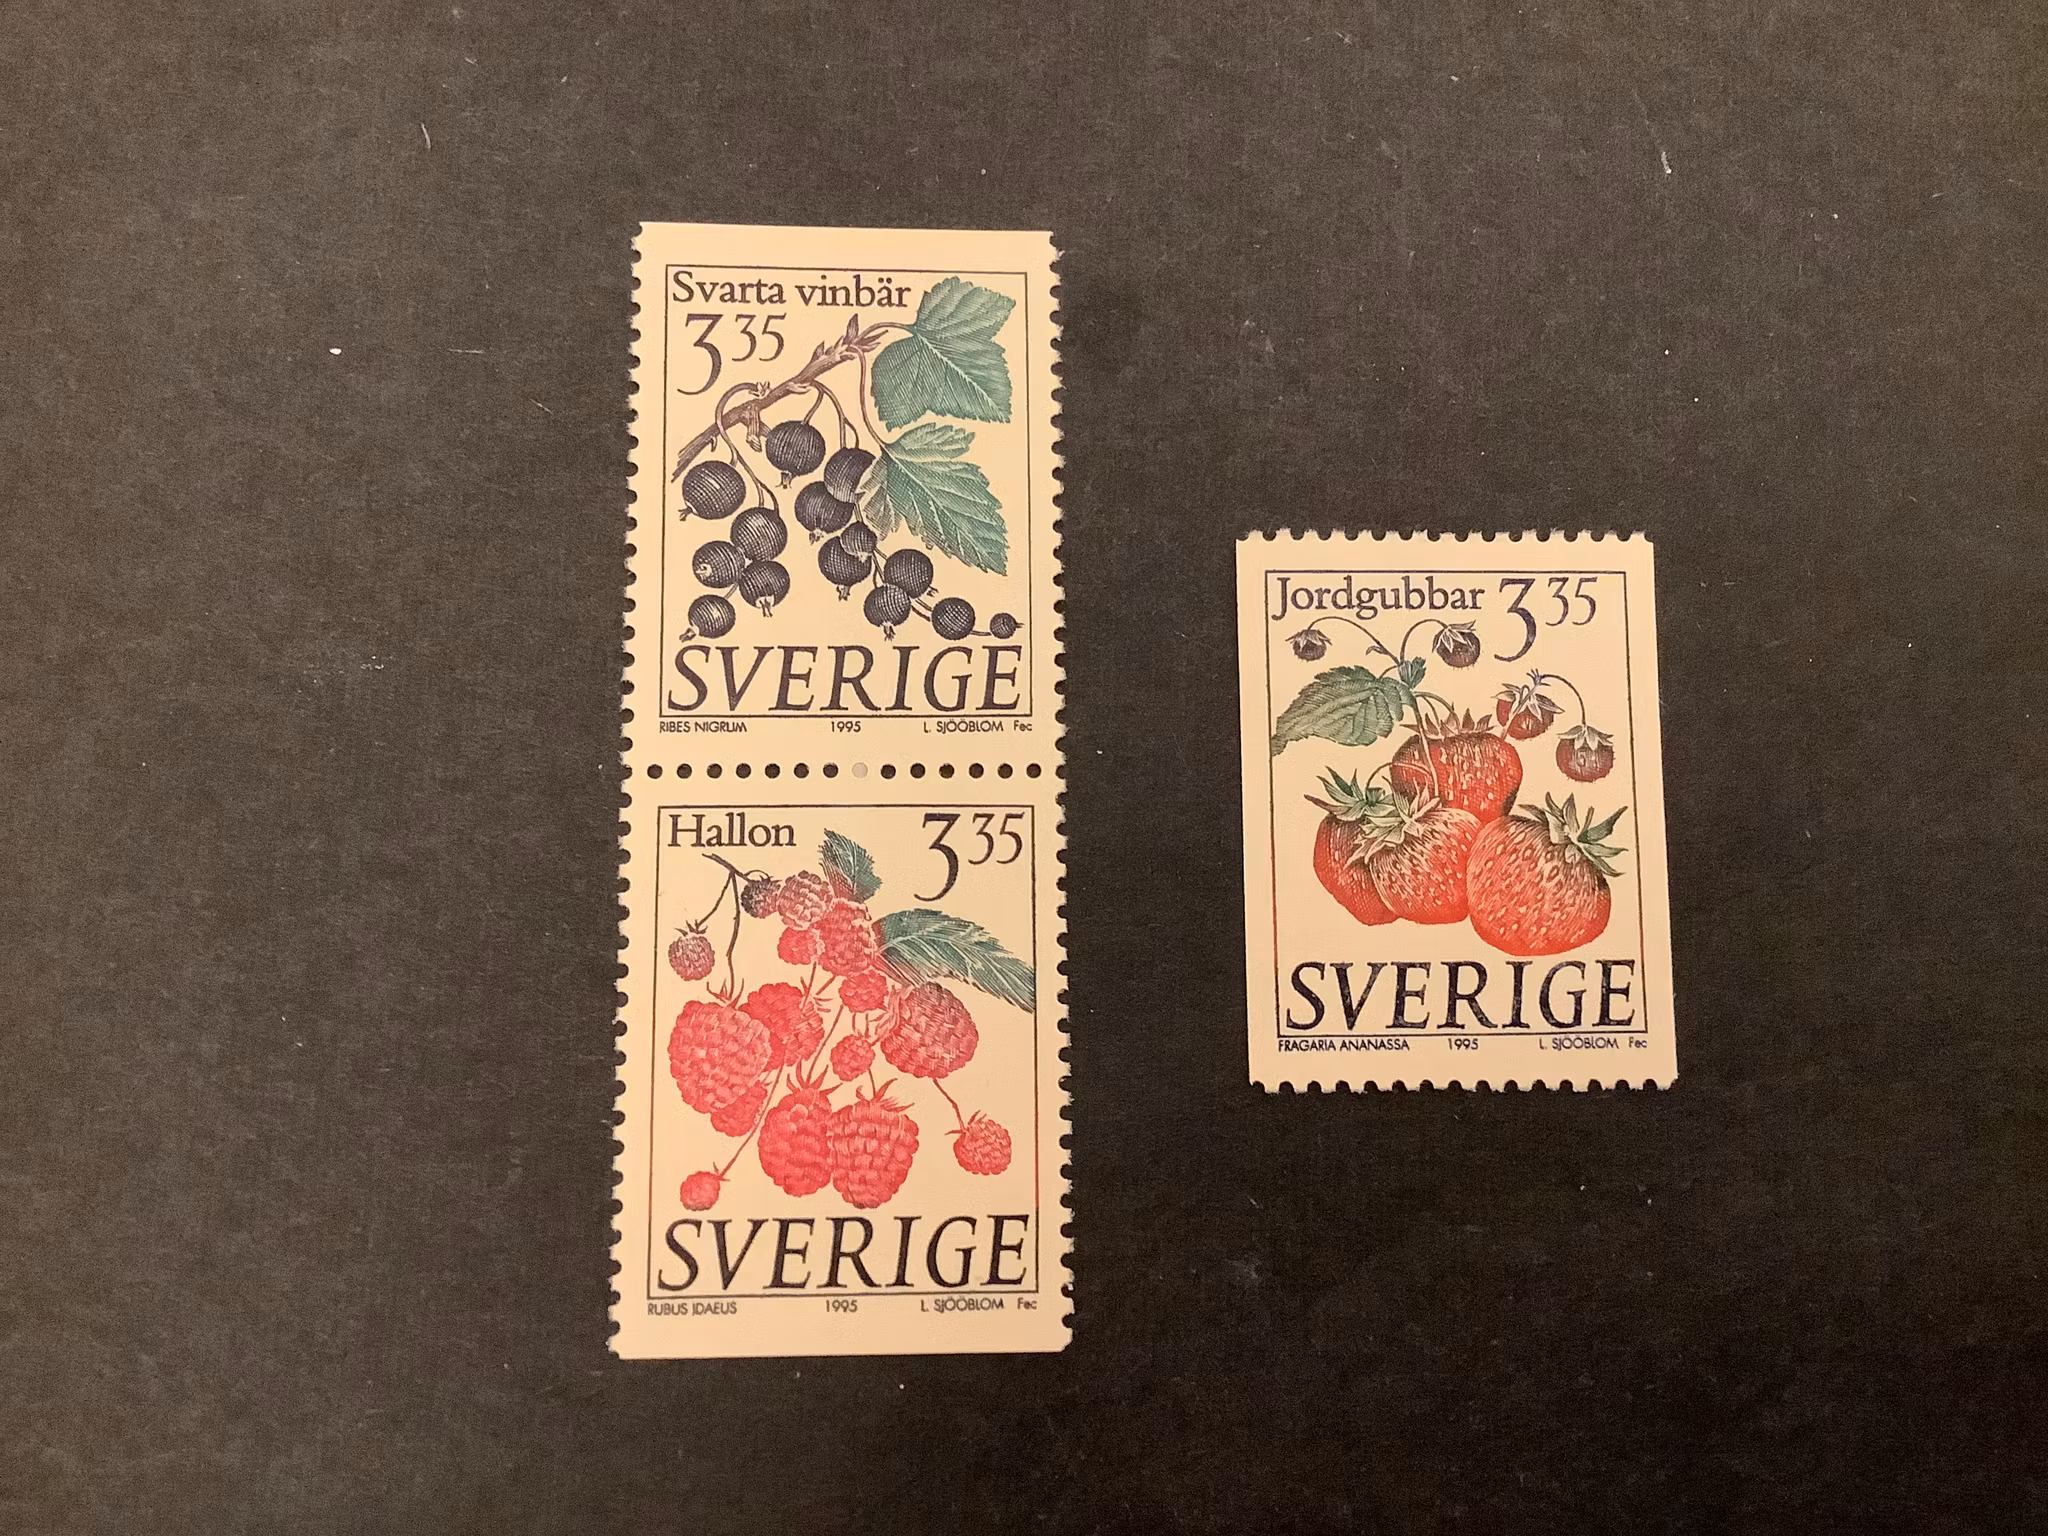 Svarta vinbär
3 35
SVERIGE
RIBES NIGRUM 1995 L. SJÖÖBLOM Fec
Hallon 3 35
SVERIGE
RUBUS IDAEUS 1995 L. SJÖÖBLOM Fec
Jordgubbar 3 35
SVERIGE
FRAGARIA ANANASSA 1995 L. SJÖÖBLOM Fec